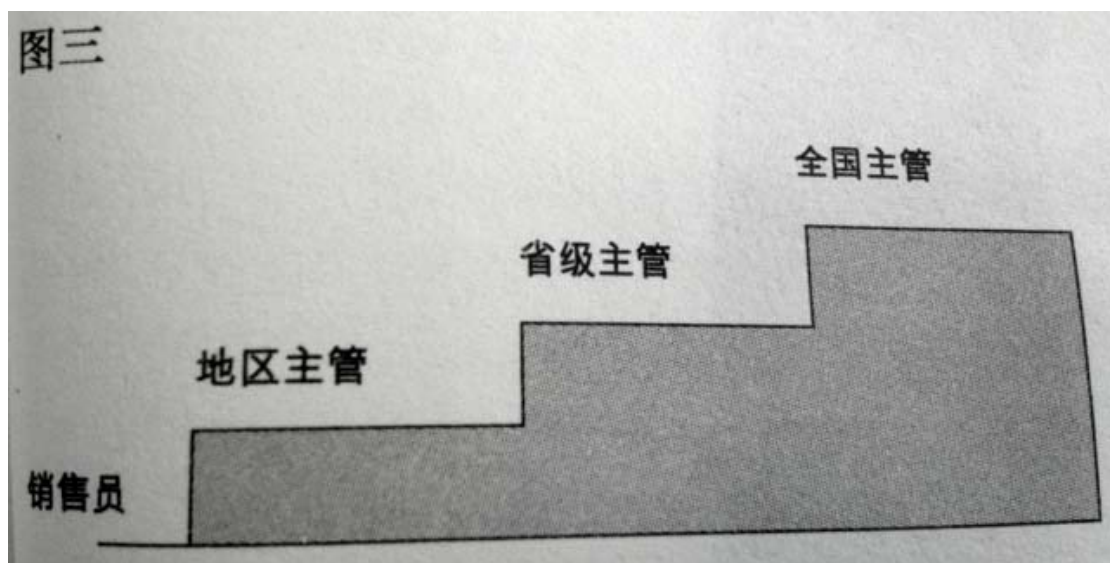 图三
全国主管
省级主管
地区主管
销售员